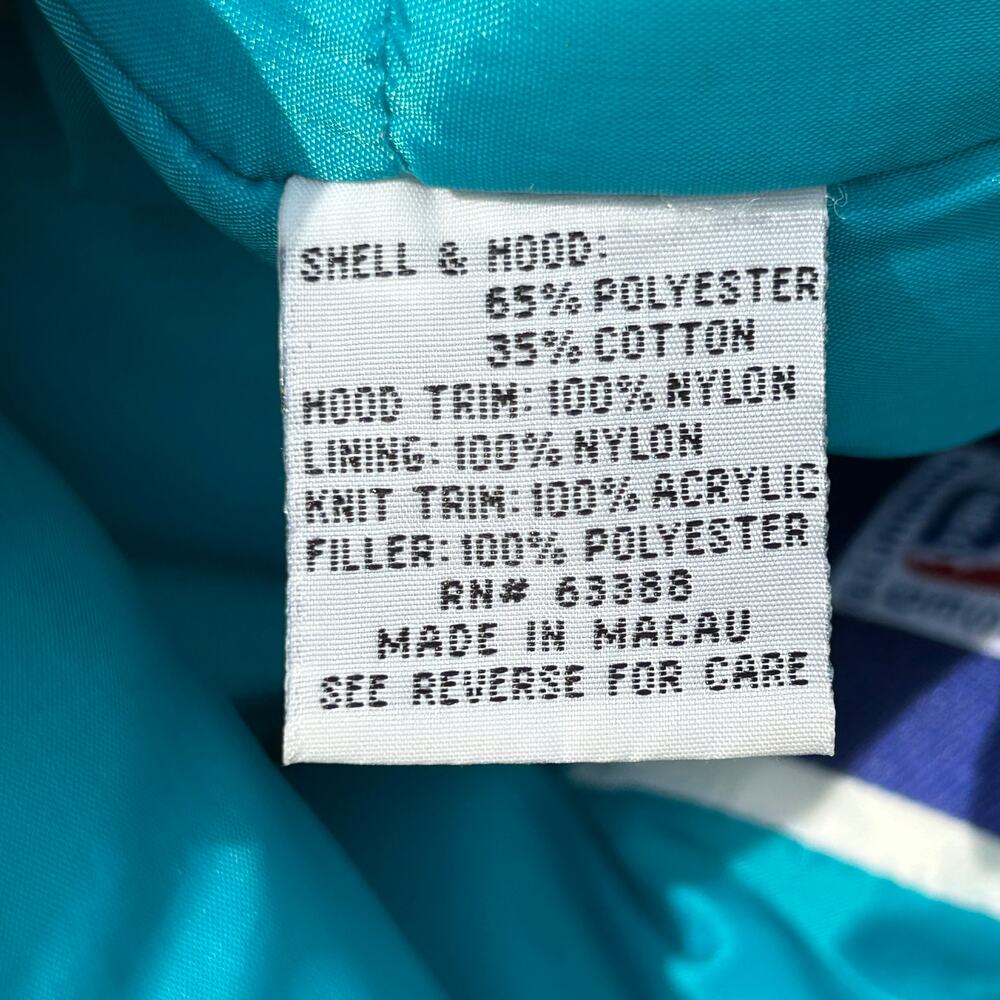 SHELL & HOOD:
65% POLYESTER
35% COTTON
HOOD TRIM: 100% NYLON
LINING: 100% NYLON
KNIT TRIM: 100% ACRYLIC
FILLER: 100% POLYESTER
RN# 63388
MADE IN MACAU
SEE REVERSE FOR CARE